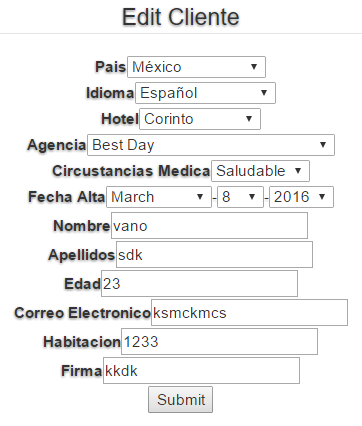 Edit Cliente
Pais México
Idioma Español
Hotel Corinto
Agencia Best Day
Circustancias Medica Saludable
Fecha Alta March - 8 - 2016
Nombre vano
Apellidos sdk
Edad 23
Correo Electronico ksmckmcs
Habitacion 1233
Firma kkdk
Submit